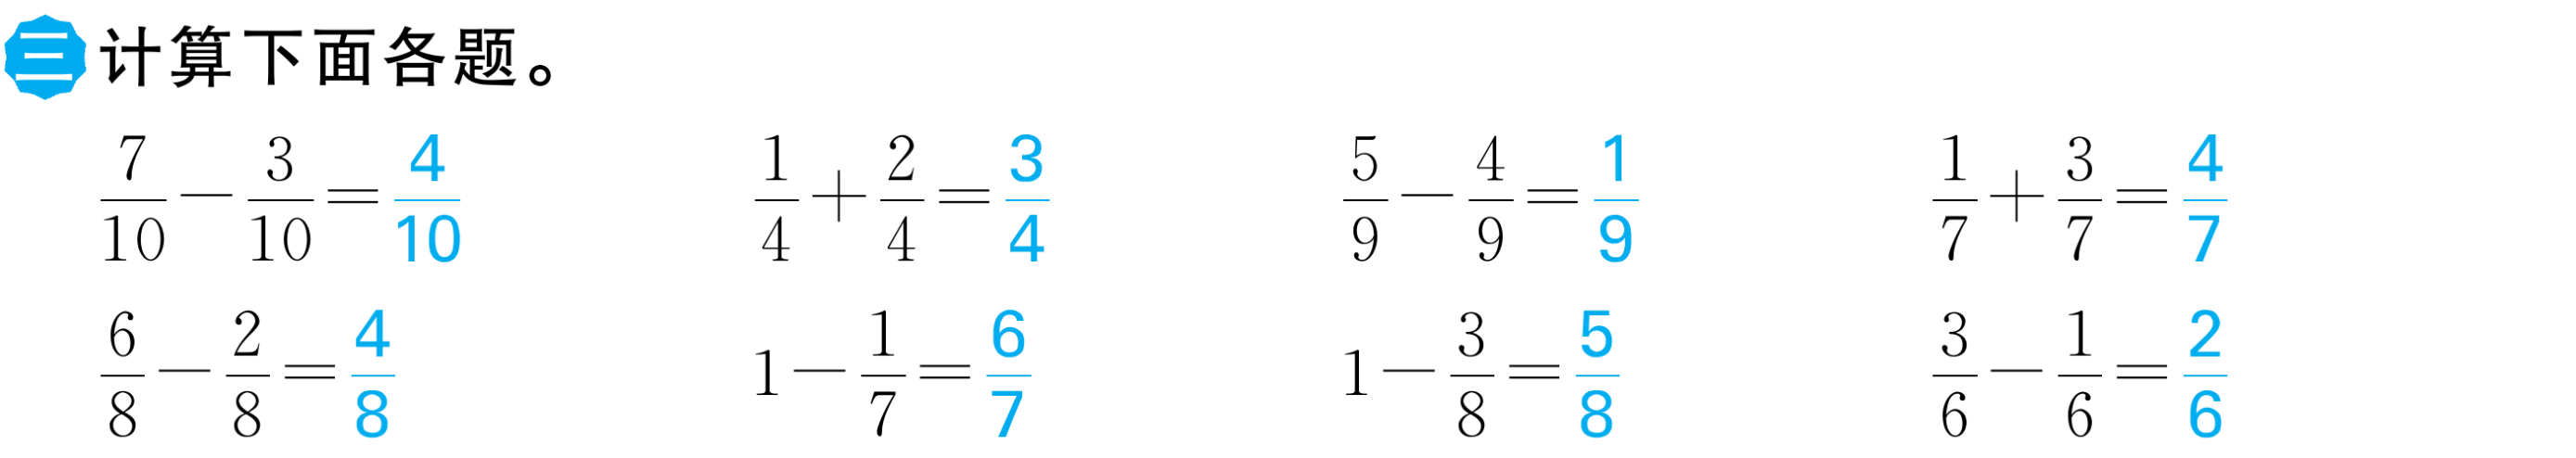 三 计算下面各题。
7/10 − 3/10 = 4/10  1/4 + 2/4 = 3/4  5/9 − 4/9 = 1/9  1/7 + 3/7 = 4/7
6/8 − 2/8 = 4/8  1 − 1/7 = 6/7  1 − 3/8 = 5/8  3/6 − 1/6 = 2/6